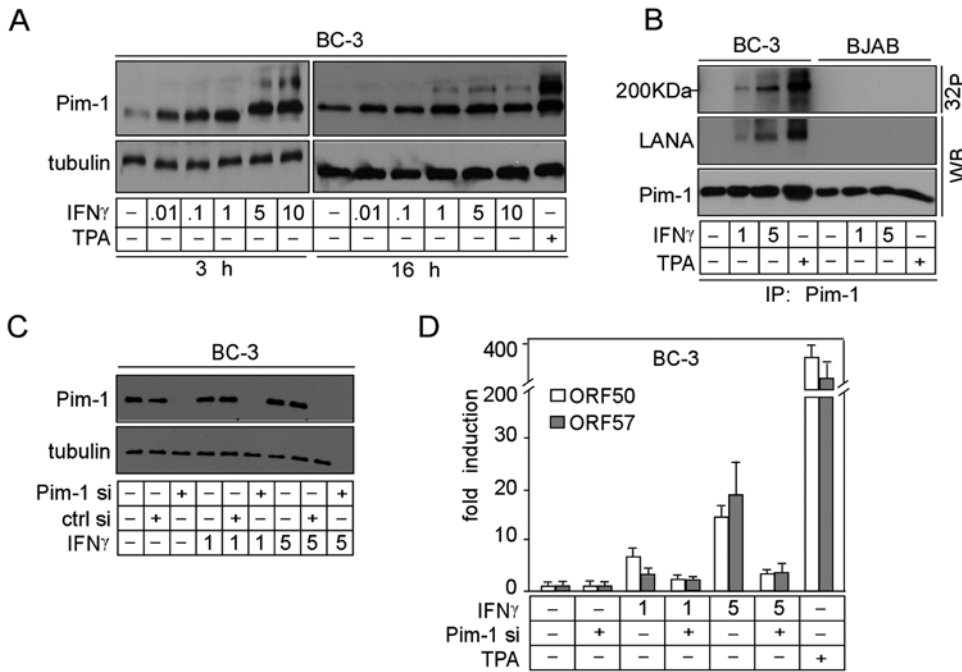 A
BC-3
Pim-1
tubulin
IFNγ – .01 .1 1 5 10 – .01 .1 1 5 10 –
TPA – – – – – – – – – – – – +
3 h 16 h
B
BC-3 BJAB
200KDa
32P
LANA
WB
Pim-1
IFNγ – 1 5 – – 1 5 –
TPA – – – + – – – +
IP: Pim-1
C
BC-3
Pim-1
tubulin
Pim-1 si – – + – – + – – +
ctrl si – + – – + – – + –
IFNγ – – – 1 1 1 5 5 5
D
BC-3
400
200
30
20
10
0
fold induction
ORF50
ORF57
IFNγ – – 1 1 5 5 –
Pim-1 si – + – + – + –
TPA – – – – – – +